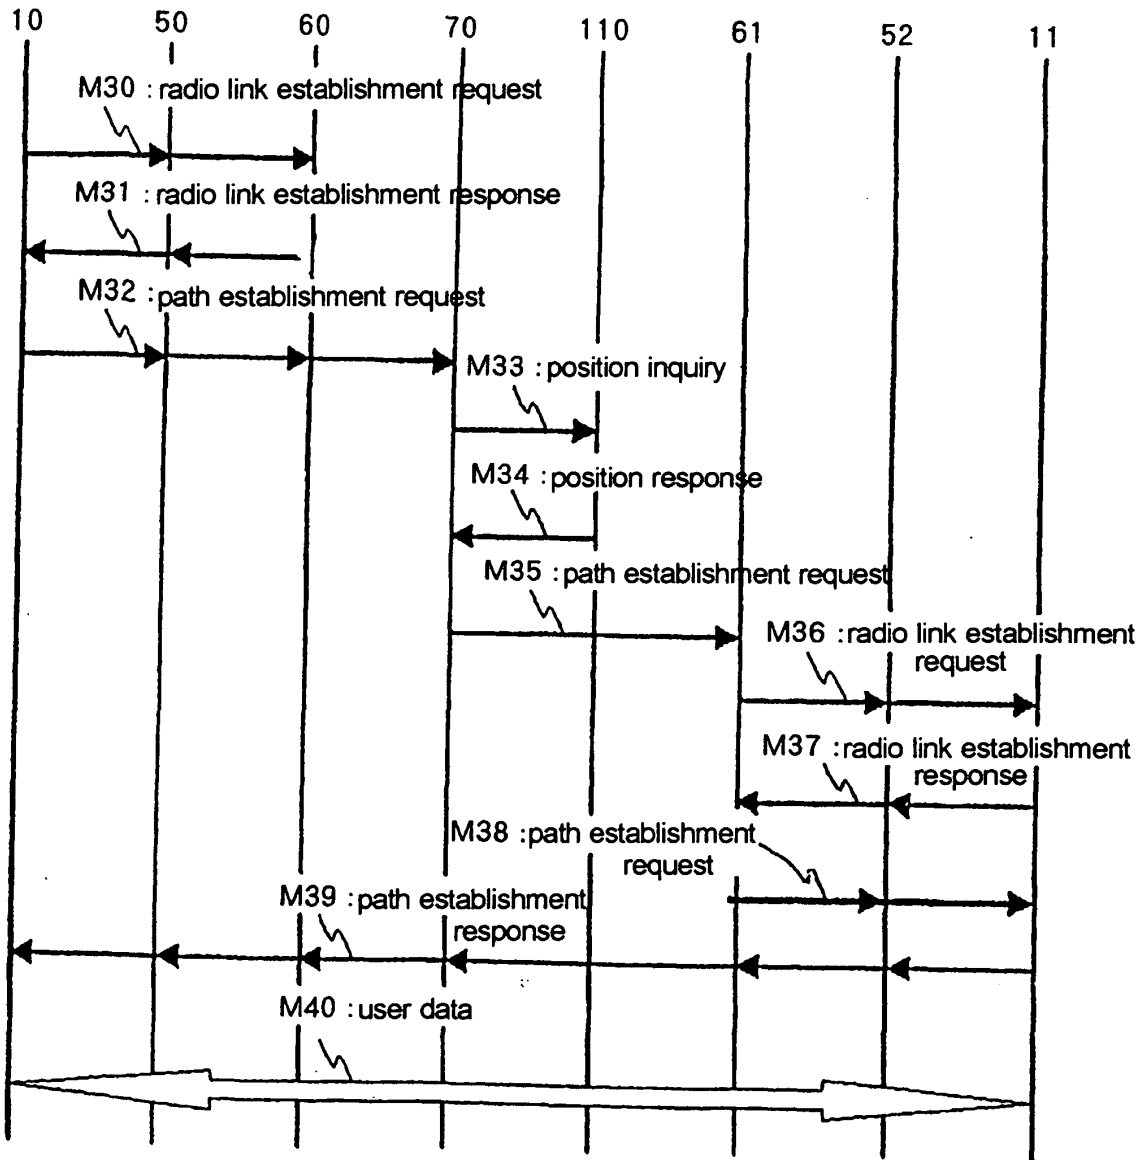 10 50 60 70 110 61 52 11
M30 : radio link establishment request
M31 : radio link establishment response
M32 : path establishment request
M33 : position inquiry
M34 : position response
M35 : path establishment request
M36 : radio link establishment
request
M37 : radio link establishment
response
M38 : path establishment
request
M39 : path establishment
response
M40 : user data